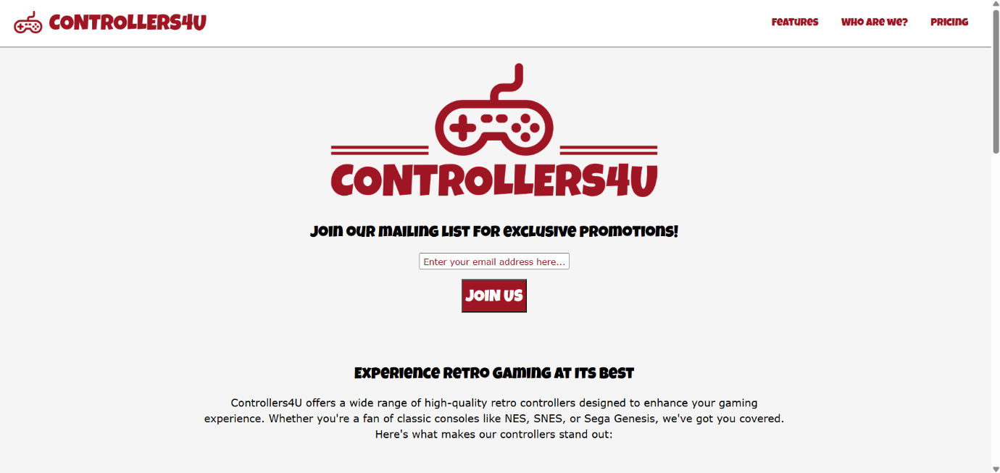 CONTROLLERS4U
Features
Who are we?
Pricing
CONTROLLERS4U
Join our mailing list for exclusive promotions!
Enter your email address here...
JOIN US
Experience Retro Gaming at Its Best
Controllers4U offers a wide range of high-quality retro controllers designed to enhance your gaming
experience. Whether you're a fan of classic consoles like NES, SNES, or Sega Genesis, we've got you covered.
Here's what makes our controllers stand out: